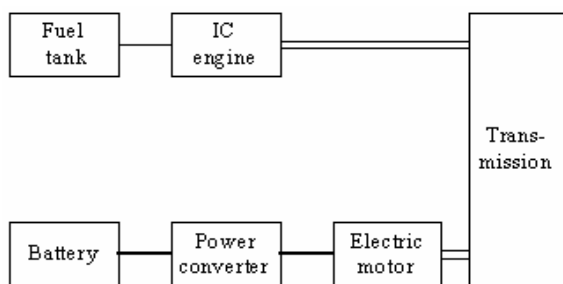 Fuel
tank
IC
engine
Trans-
mission
Battery
Power
converter
Electric
motor